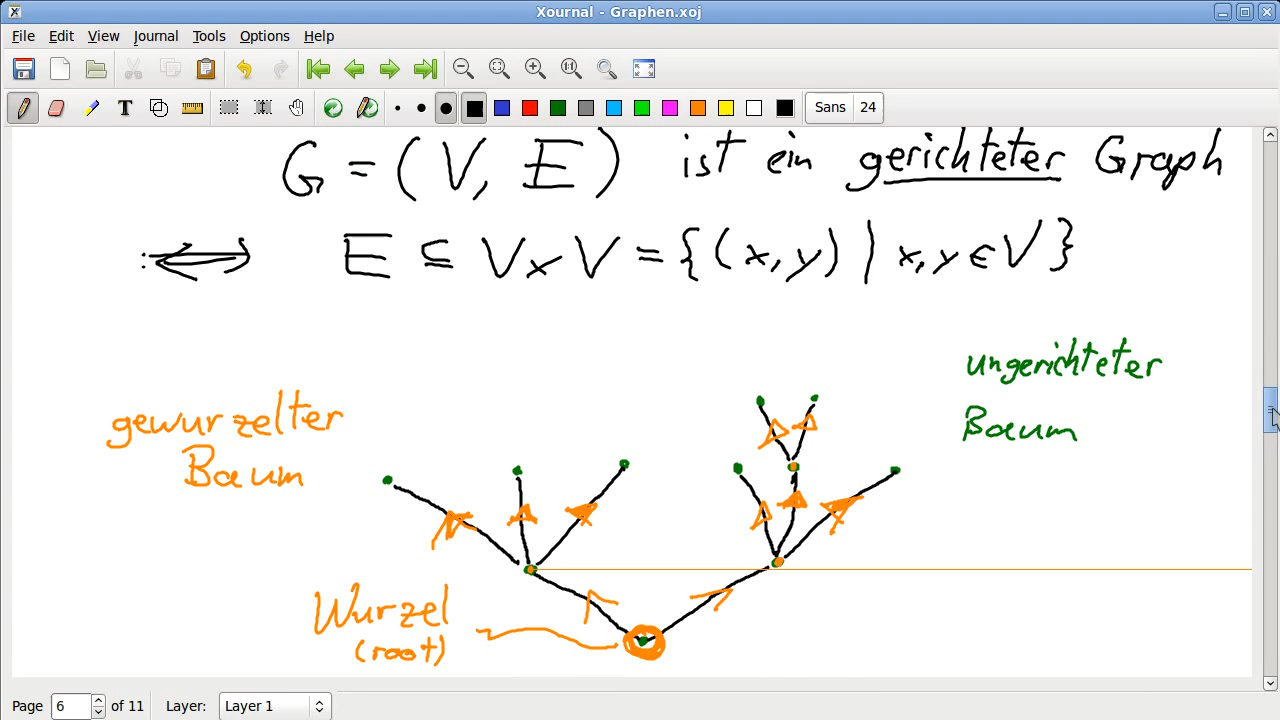 Xournal - Graphen.xoj
File Edit View Journal Tools Options Help
Sans 24
G = (V, E) ist ein gerichteter Graph
:⟺ E ⊆ V x V = {(x, y) | x, y ∈ V}
ungerichteter
Baum
gewurzelter
Baum
Wurzel
(root)
Page 6 of 11 Layer: Layer 1